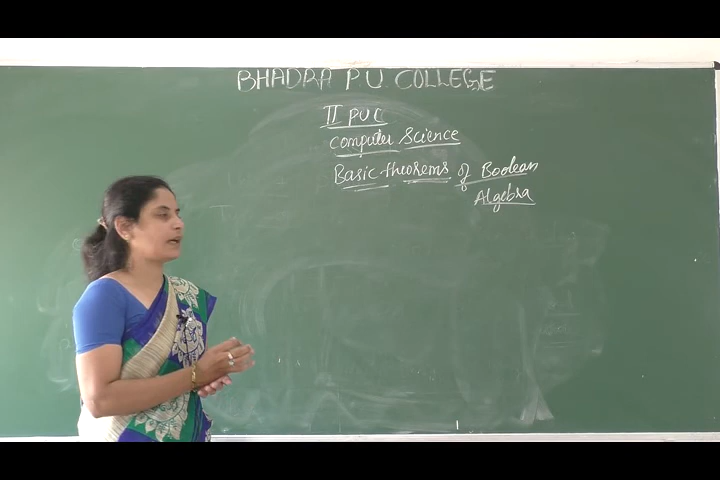 BHADRA P.U COLLEGE
II PUC
Computer Science
Basic theorems of Boolean
Algebra